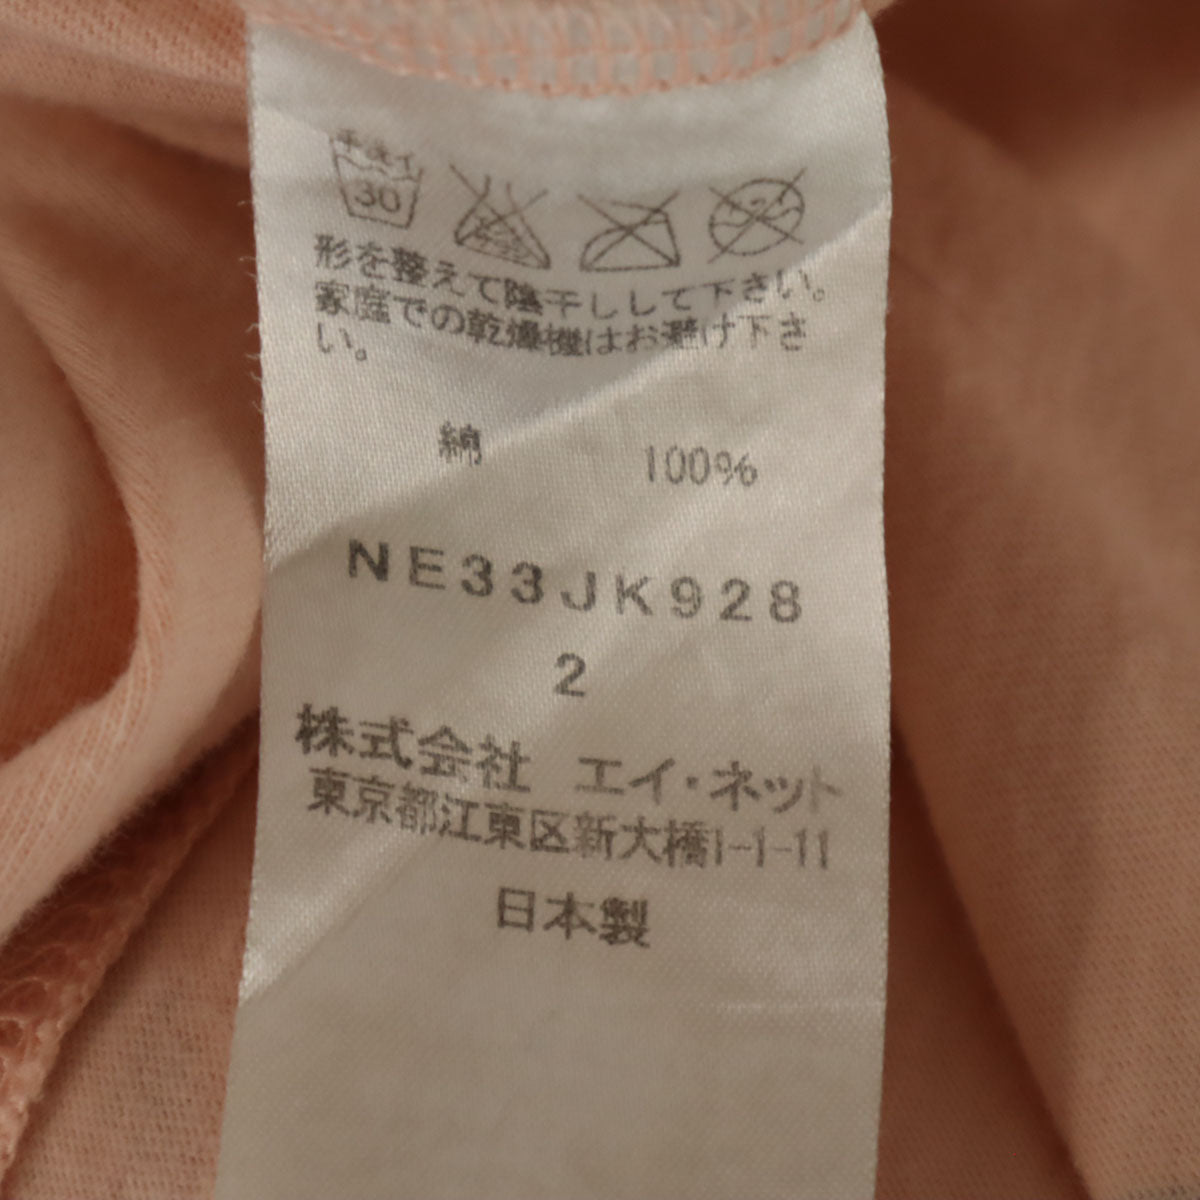 手洗イ
30
形を整えて陰干ししして下さい。
家庭での乾燥機はお避け下さ
い。
綿 100%
NE33JK928
2
株式会社 エイ・ネット
東京都江東区新大橋1-1-11
日本製